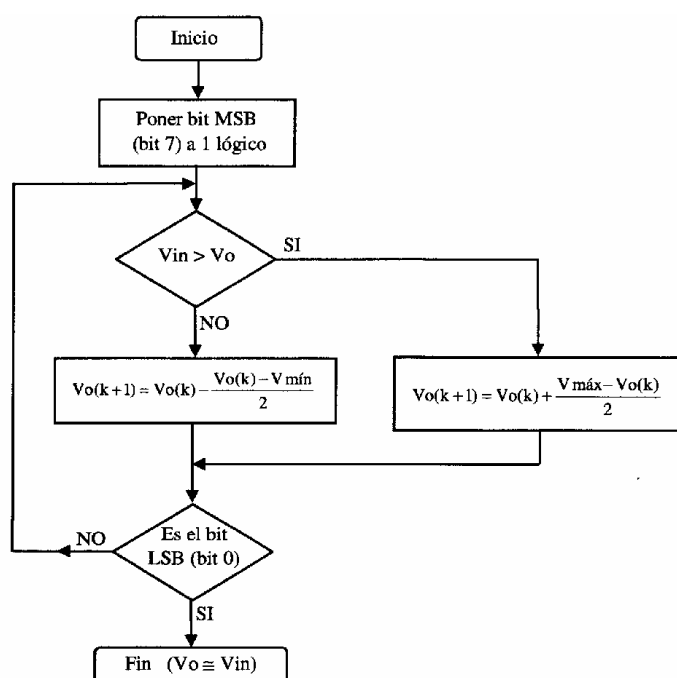 Inicio
Poner bit MSB
(bit 7) a 1 lógico
Vin > Vo
SI
NO
Vo(k+1) = Vo(k) - (Vo(k) - V mín)/2
Vo(k+1) = Vo(k) + (V máx - Vo(k))/2
NO
Es el bit
LSB (bit 0)
SI
Fin (Vo ≅ Vin)